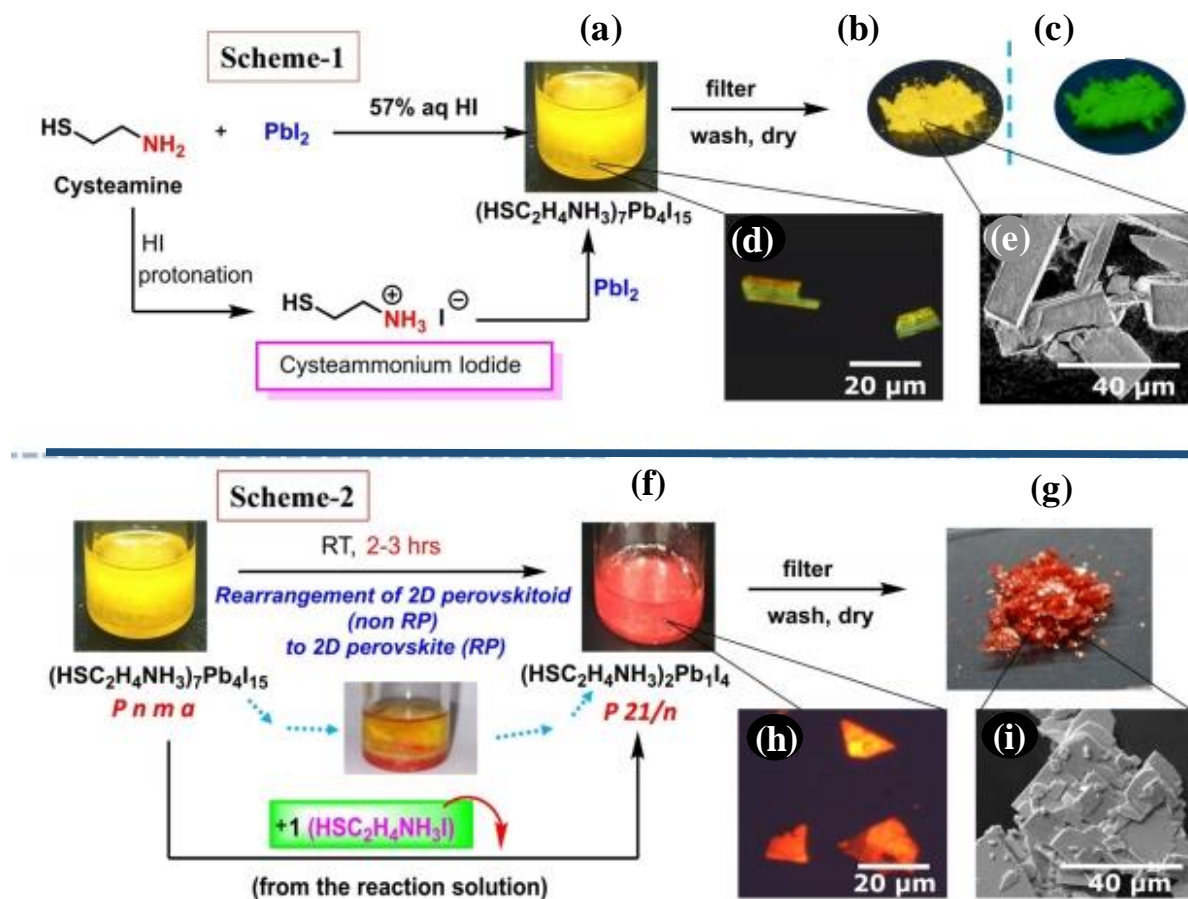 Scheme-1
(a)
(b)
(c)
HS
NH₂
+
PbI₂
57% aq HI
filter
wash, dry
Cysteamine
(HSC₂H₄NH₃)₇Pb₄I₁₅
HI
protonation
HS
⊕
NH₃
I
⊖
PbI₂
Cysteammonium Iodide
(d)
20 µm
(e)
40 µm
Scheme-2
(f)
(g)
RT, 2-3 hrs
Rearrangement of 2D perovskitoid
(non RP)
to 2D perovskite (RP)
filter
wash, dry
(HSC₂H₄NH₃)₇Pb₄I₁₅
P n m a
(HSC₂H₄NH₃)₂Pb₁I₄
P 21/n
+1 (HSC₂H₄NH₃I)
(from the reaction solution)
(h)
20 µm
(i)
40 µm